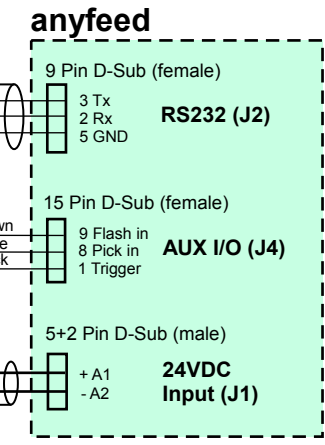 anyfeed
9 Pin D-Sub (female)
3 Tx
2 Rx
5 GND
RS232 (J2)
15 Pin D-Sub (female)
9 Flash in
8 Pick in
1 Trigger
AUX I/O (J4)
5+2 Pin D-Sub (male)
+ A1
- A2
24VDC
Input (J1)